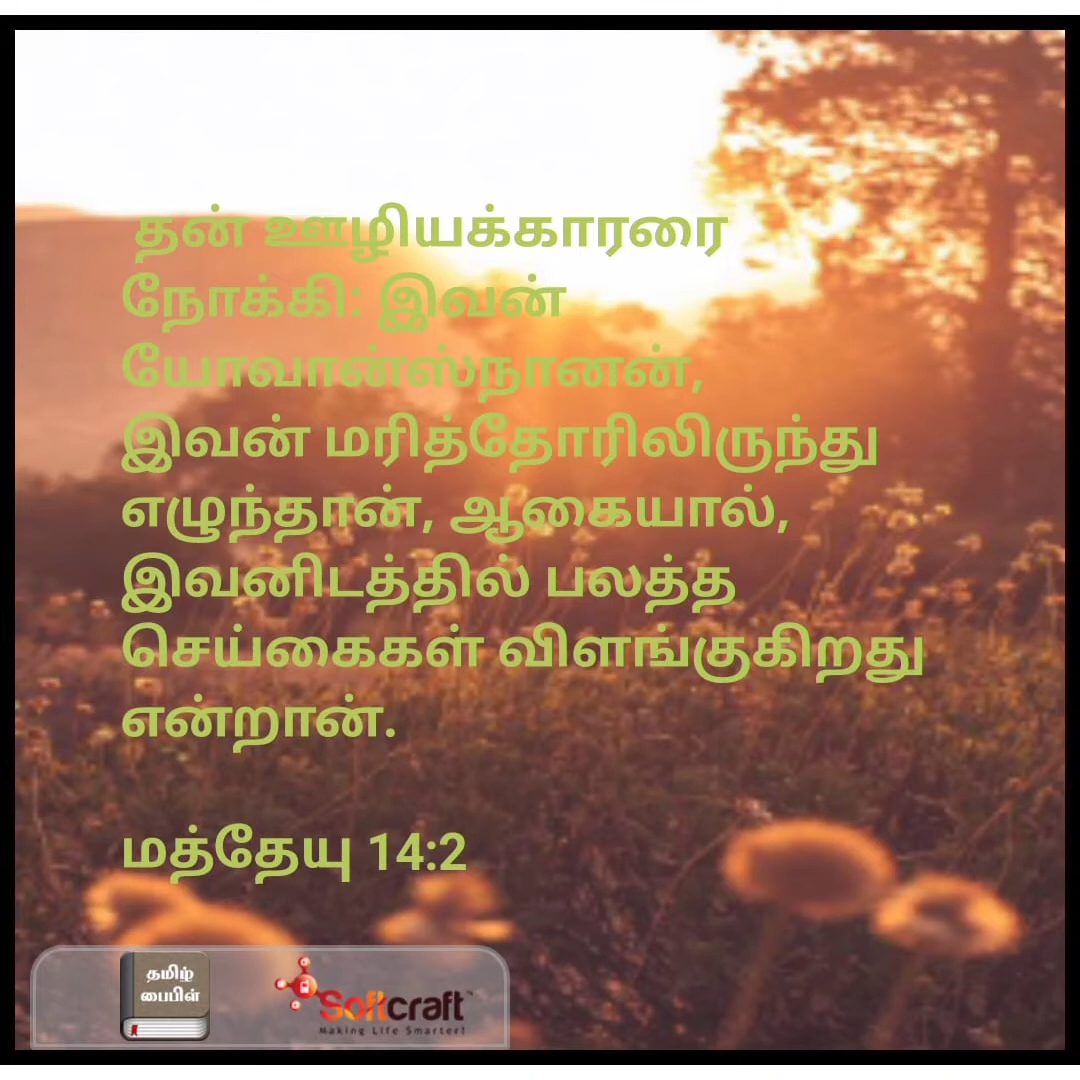 தன் ஊழியக்காரரை
நோக்கி: இவன்
யோவான்ஸ்நானன்,
இவன் மரித்தோரிலிருந்து
எழுந்தான், ஆகையால்,
இவனிடத்தில் பலத்த
செய்கைகள் விளங்குகிறது
என்றான்.
மத்தேயு 14:2
தமிழ்
பைபிள்
Softcraft™
Making Life Smarter!